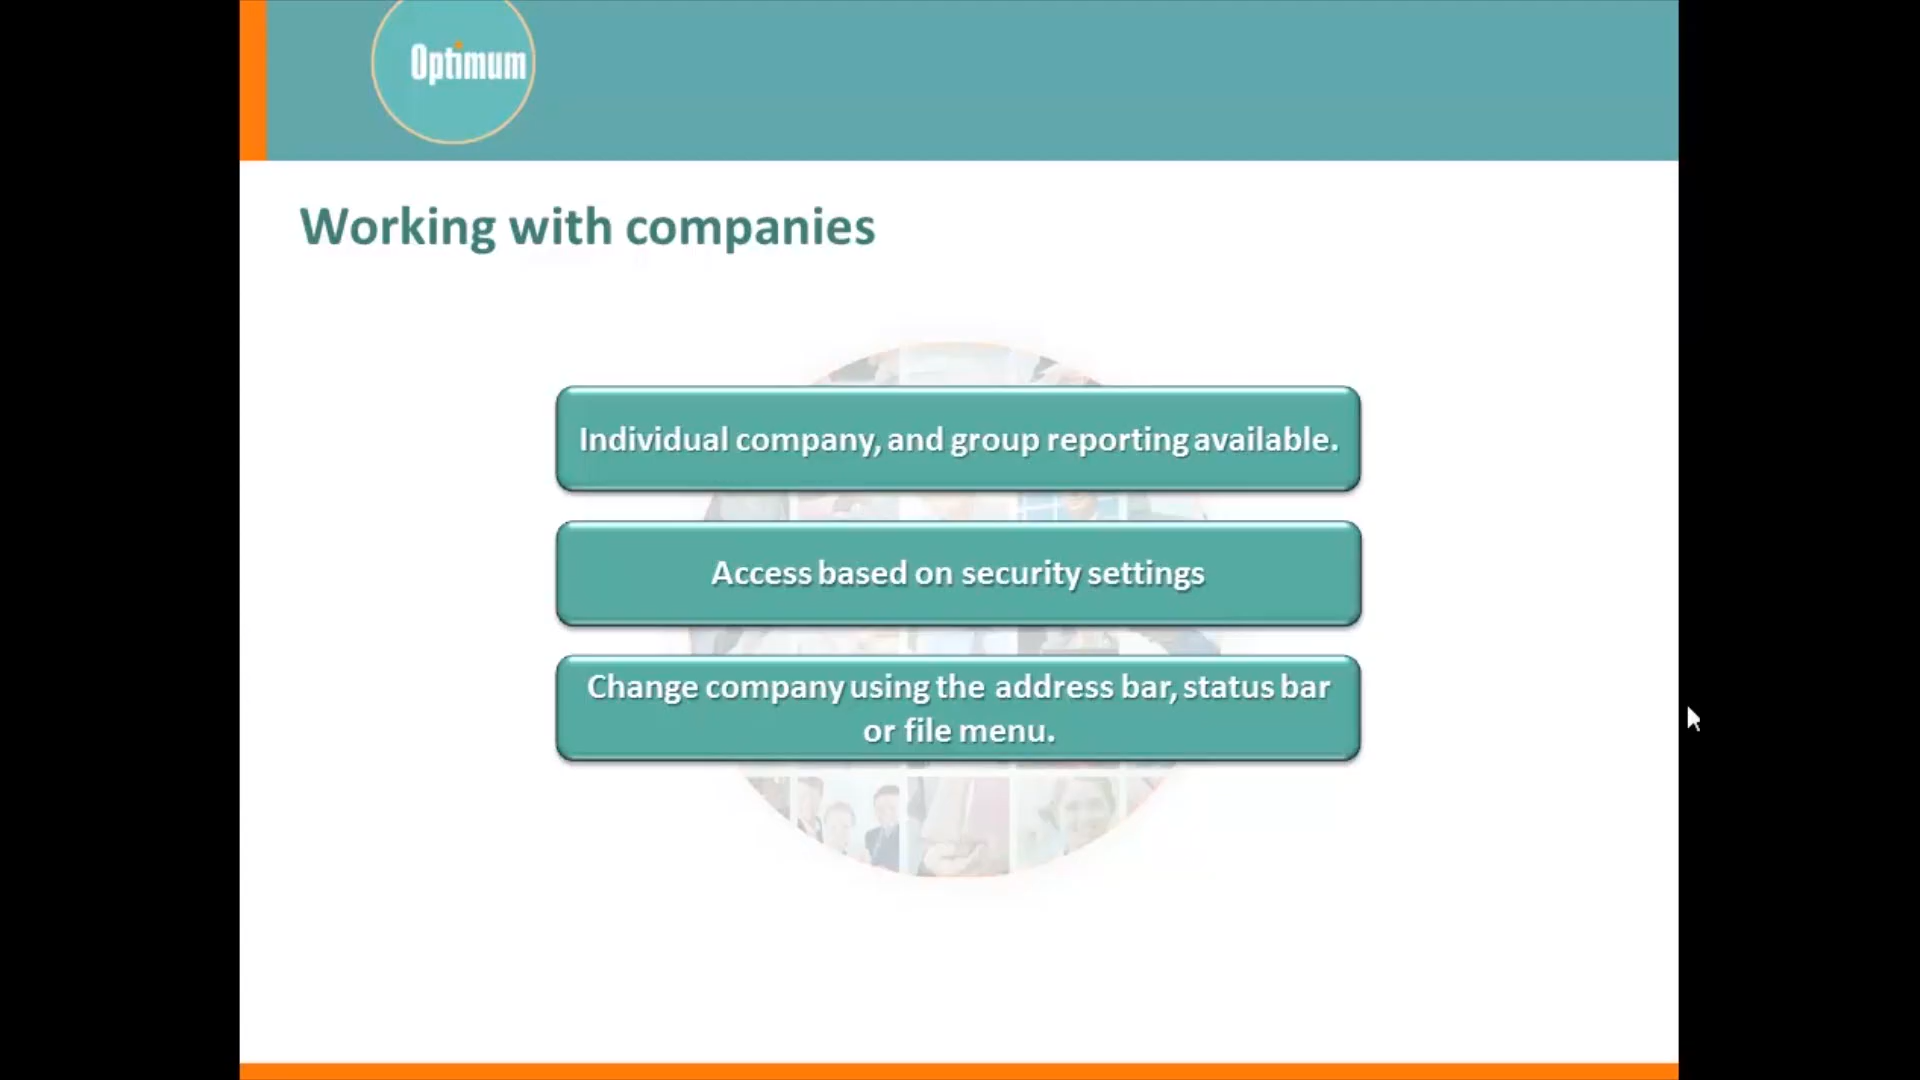 Optimum
Working with companies
Individual company, and group reporting available.
Access based on security settings
Change company using the address bar, status bar
or file menu.